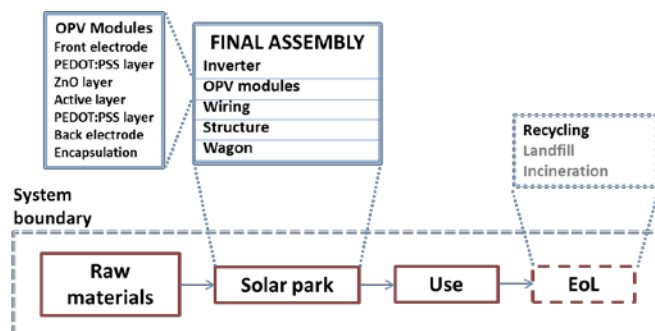 OPV Modules
Front electrode
PEDOT:PSS layer
ZnO layer
Active layer
PEDOT:PSS layer
Back electrode
Encapsulation
FINAL ASSEMBLY
Inverter
OPV modules
Wiring
Structure
Wagon
Recycling
Landfill
Incineration
System
boundary
Raw
materials
Solar park
Use
EoL